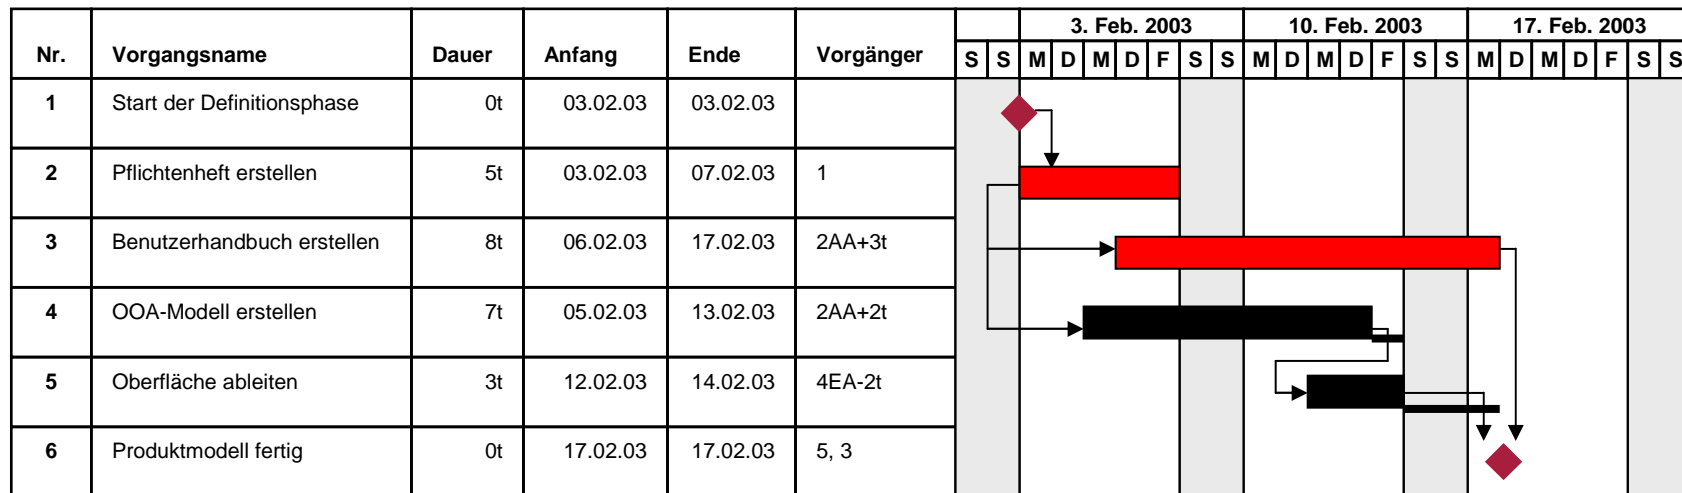 3. Feb. 2003 10. Feb. 2003 17. Feb. 2003
Nr. Vorgangsname Dauer Anfang Ende Vorgänger S S M D M D F S S M D M D F S S M D M D F S S
1 Start der Definitionsphase 0t 03.02.03 03.02.03
2 Pflichtenheft erstellen 5t 03.02.03 07.02.03 1
3 Benutzerhandbuch erstellen 8t 06.02.03 17.02.03 2AA+3t
4 OOA-Modell erstellen 7t 05.02.03 13.02.03 2AA+2t
5 Oberfläche ableiten 3t 12.02.03 14.02.03 4EA-2t
6 Produktmodell fertig 0t 17.02.03 17.02.03 5, 3